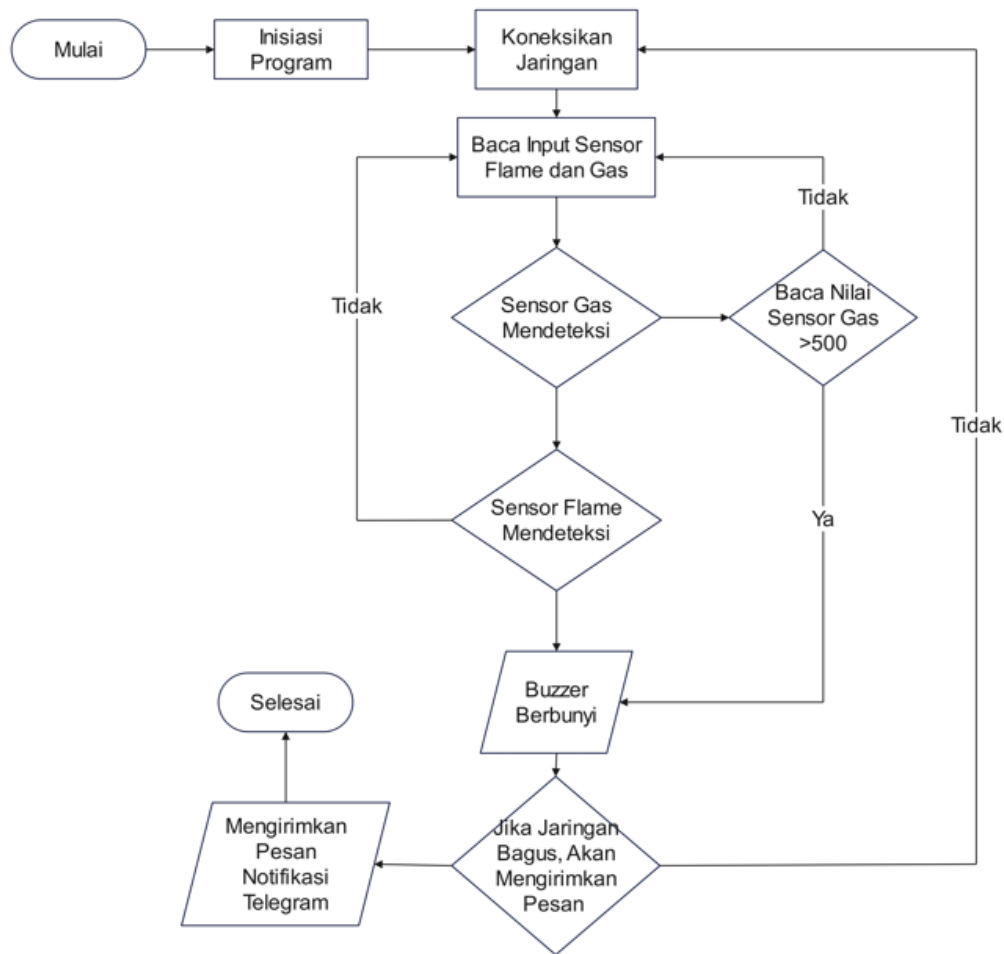 Mulai
Inisiasi
Program
Koneksikan
Jaringan
Baca Input Sensor
Flame dan Gas
Tidak
Tidak
Sensor Gas
Mendeteksi
Baca Nilai
Sensor Gas
>500
Tidak
Sensor Flame
Mendeteksi
Ya
Buzzer
Berbunyi
Selesai
Mengirimkan
Pesan
Notifikasi
Telegram
Jika Jaringan
Bagus, Akan
Mengirimkan
Pesan